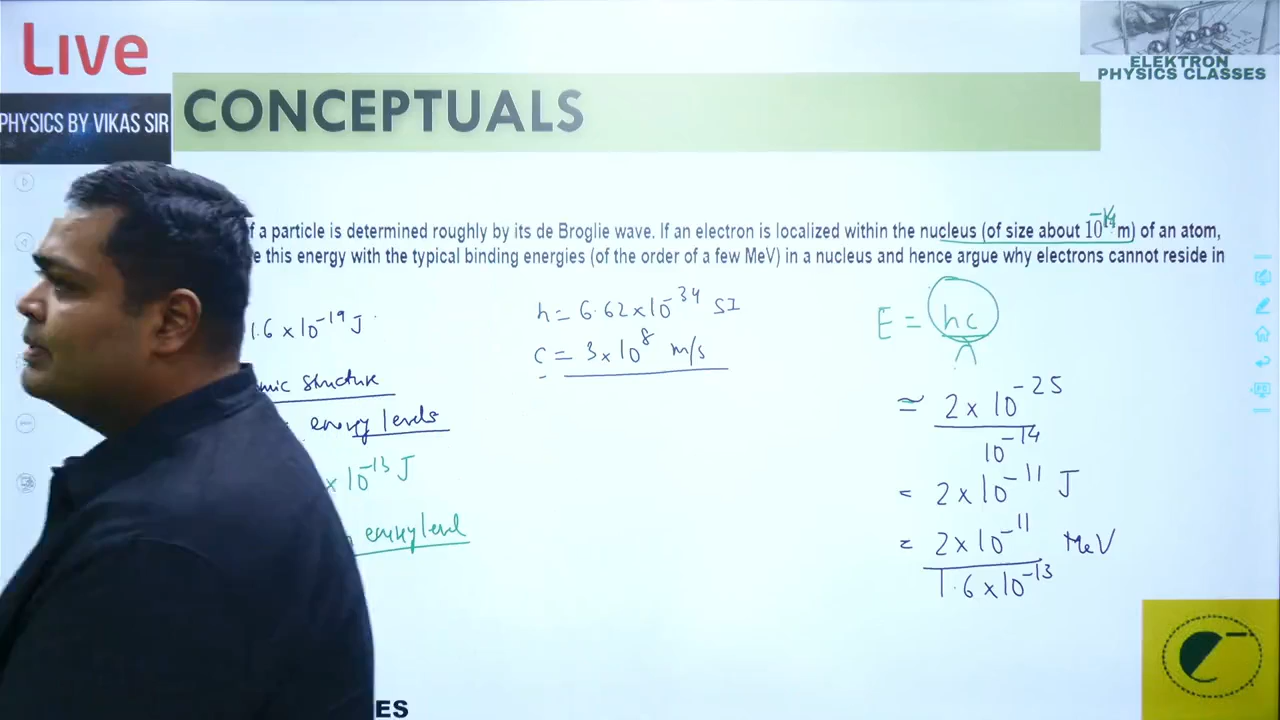 Live
ELEKTRON
PHYSICS CLASSES
PHYSICS BY VIKAS SIR
CONCEPTUALS
f a particle is determined roughly by its de Broglie wave. If an electron is localized within the nucleus (of size about 10⁻¹⁴m) of an atom,
e this energy with the typical binding energies (of the order of a few MeV) in a nucleus and hence argue why electrons cannot reside in
1.6 x 10⁻¹⁹ J
mic structure
energy levels
x 10⁻¹³ J
energy level
h = 6.62 x 10⁻³⁴ SI
c = 3 x 10⁸ m/s
E = hc
λ
≈ 2 x 10⁻²⁵
10⁻¹⁴
= 2 x 10⁻¹¹ J
= 2 x 10⁻¹¹ MeV
1.6 x 10⁻¹³
ES